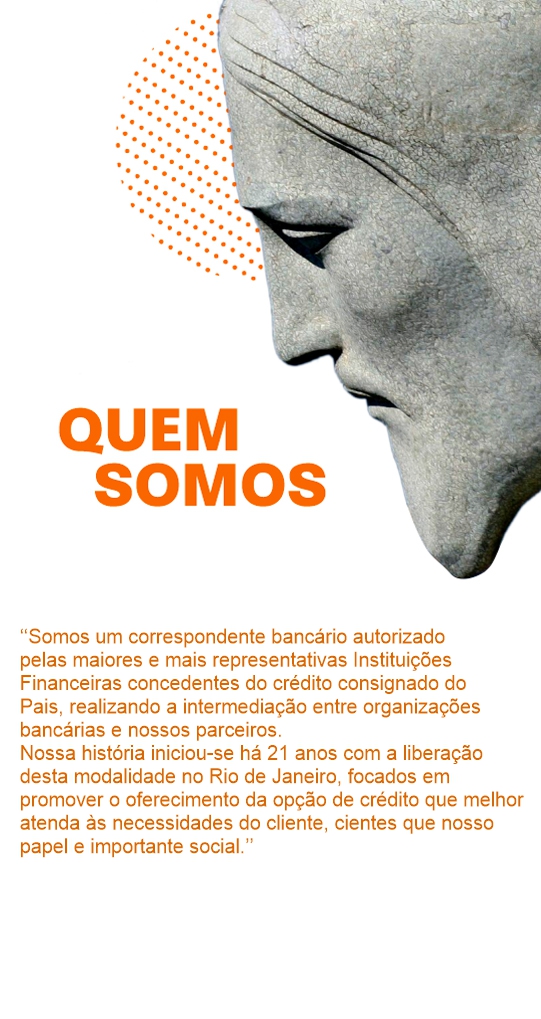 QUEM
SOMOS
‘‘Somos um correspondente bancário autorizado
pelas maiores e mais representativas Instituições
Financeiras concedentes do crédito consignado do
Pais, realizando a intermediação entre organizações
bancárias e nossos parceiros.
Nossa história iniciou-se há 21 anos com a liberação
desta modalidade no Rio de Janeiro, focados em
promover o oferecimento da opção de crédito que melhor
atenda às necessidades do cliente, cientes que nosso
papel e importante social.’’